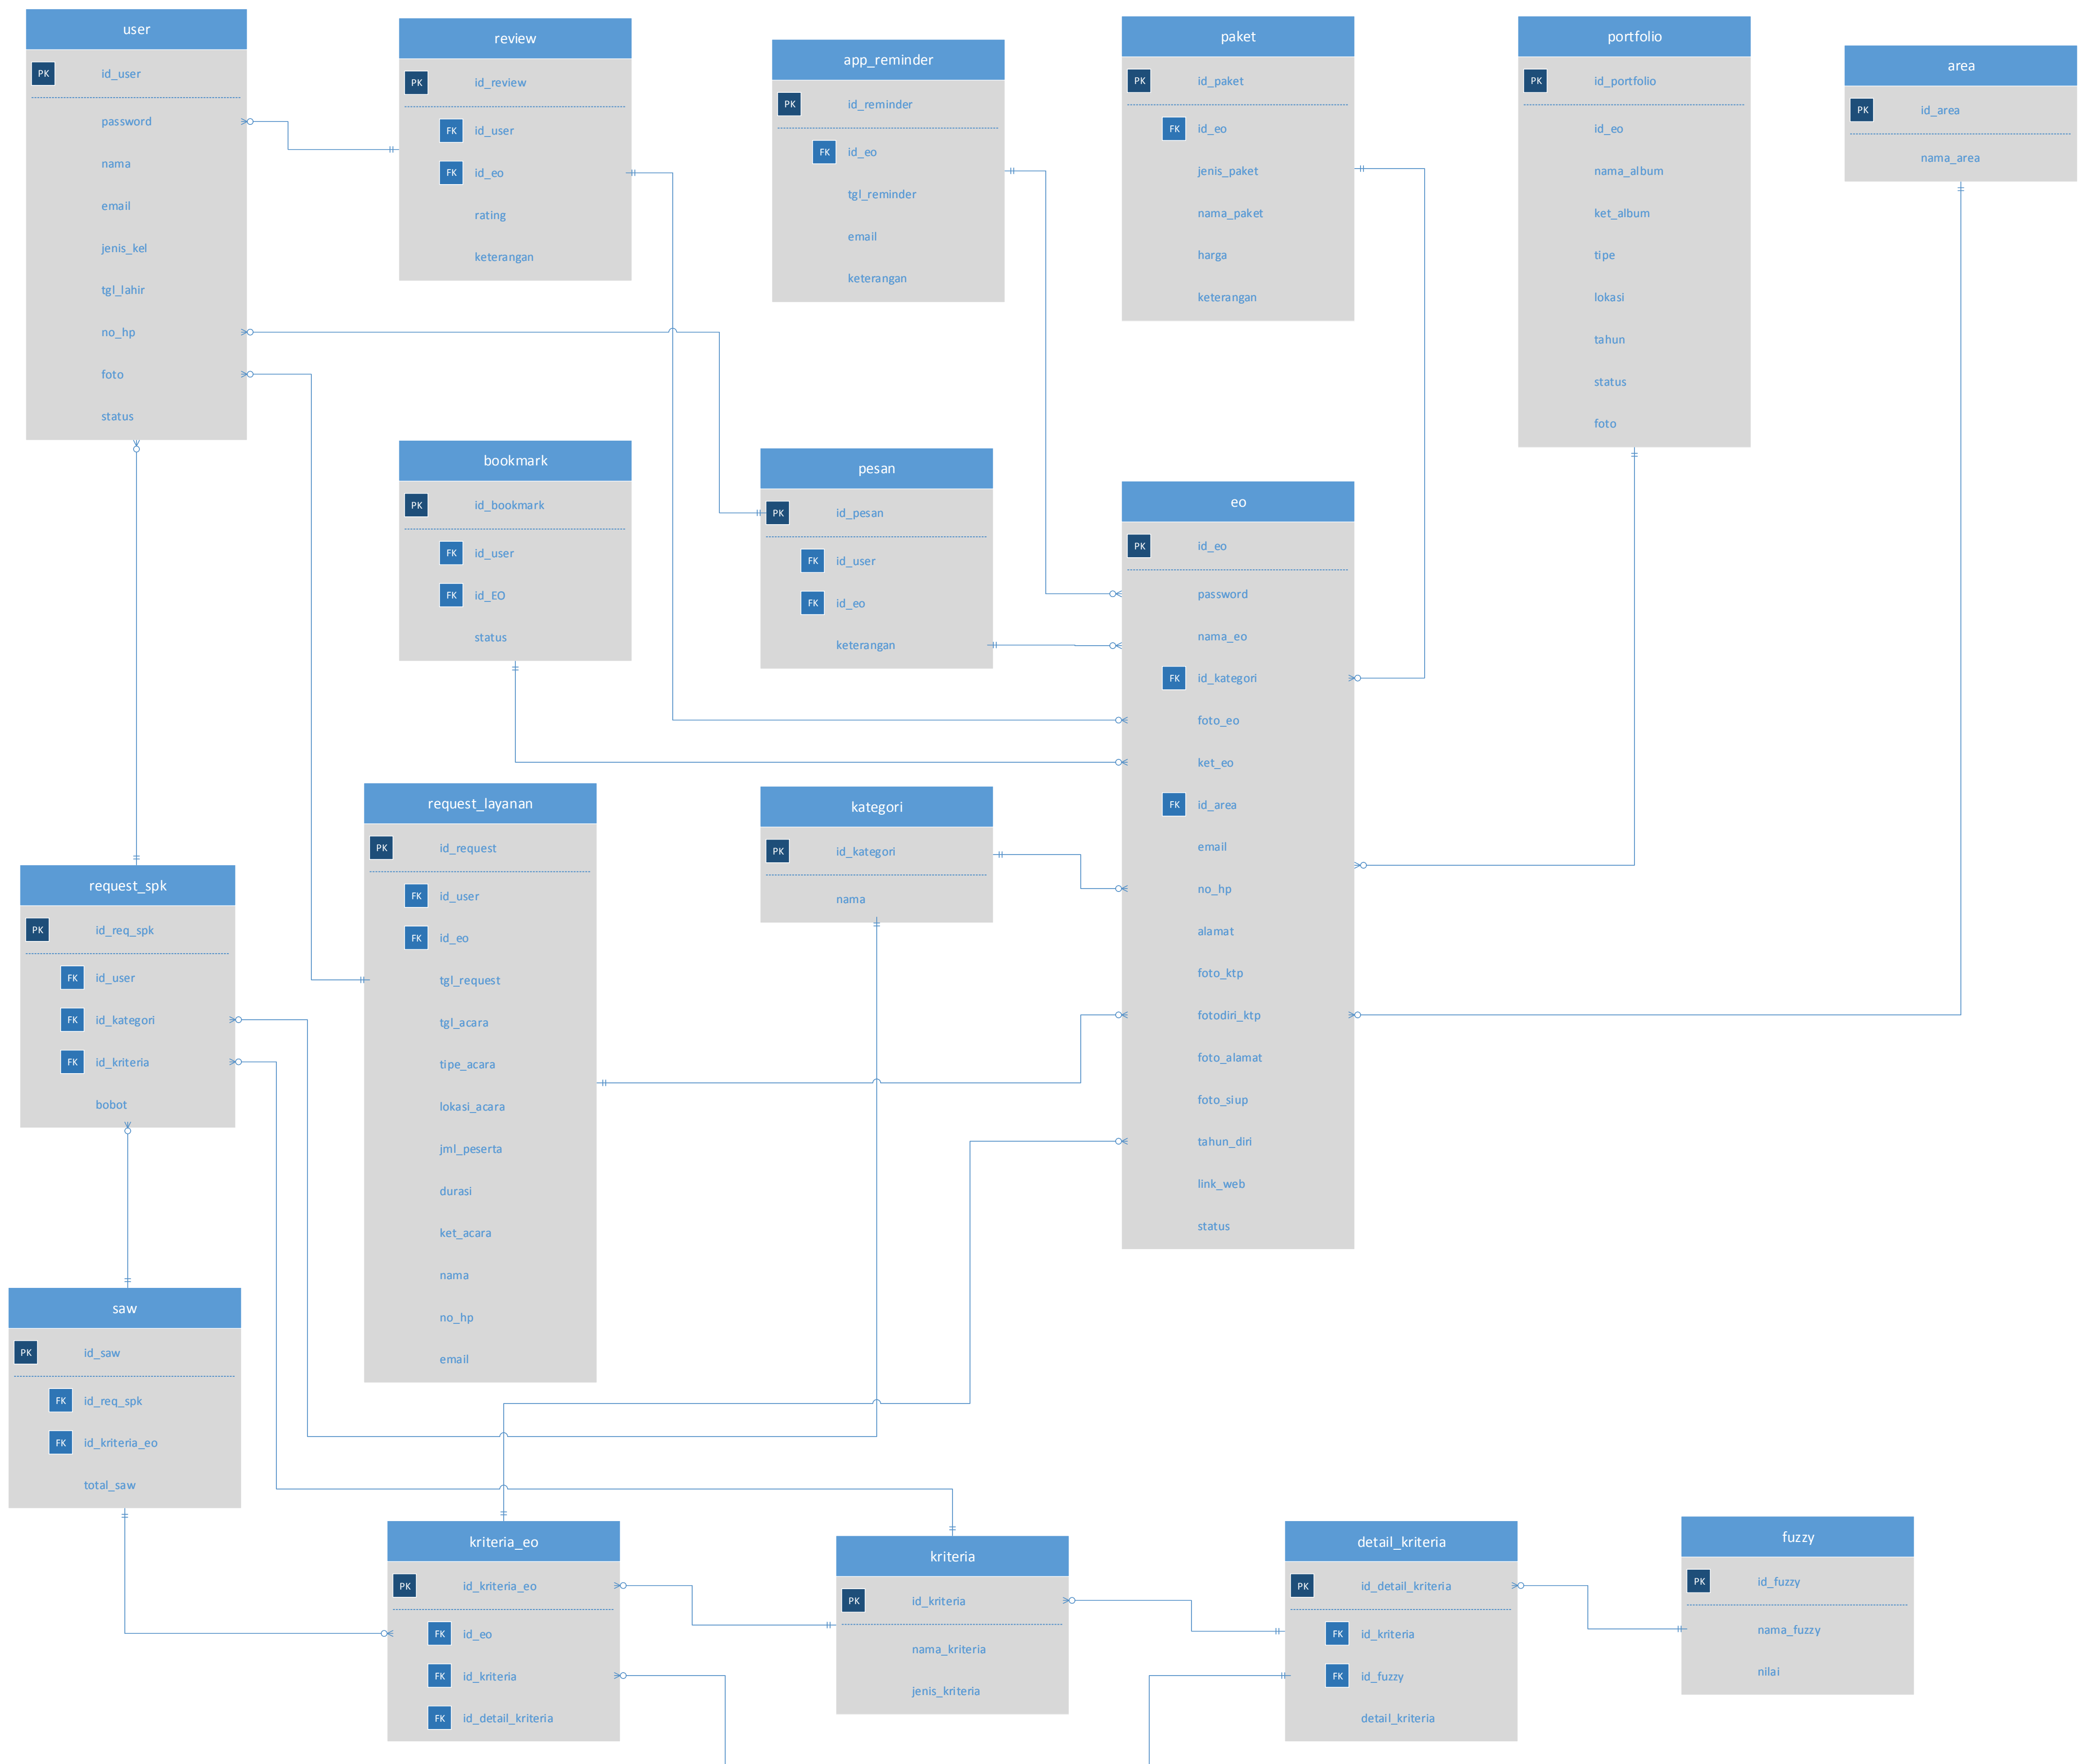 user
PK id_user
password
nama
email
jenis_kel
tgl_lahir
no_hp
foto
status
review
PK id_review
FK id_user
FK id_eo
rating
keterangan
app_reminder
PK id_reminder
FK id_eo
tgl_reminder
email
keterangan
paket
PK id_paket
FK id_eo
jenis_paket
nama_paket
harga
keterangan
portfolio
PK id_portfolio
id_eo
nama_album
ket_album
tipe
lokasi
tahun
status
foto
area
PK id_area
nama_area
bookmark
PK id_bookmark
FK id_user
FK id_EO
status
pesan
PK id_pesan
FK id_user
FK id_eo
keterangan
eo
PK id_eo
password
nama_eo
FK id_kategori
foto_eo
ket_eo
FK id_area
email
no_hp
alamat
foto_ktp
fotodiri_ktp
foto_alamat
foto_siup
tahun_diri
link_web
status
request_layanan
PK id_request
FK id_user
FK id_eo
tgl_request
tgl_acara
tipe_acara
lokasi_acara
jml_peserta
durasi
ket_acara
nama
no_hp
email
kategori
PK id_kategori
nama
request_spk
PK id_req_spk
FK id_user
FK id_kategori
FK id_kriteria
bobot
saw
PK id_saw
FK id_req_spk
FK id_kriteria_eo
total_saw
kriteria_eo
PK id_kriteria_eo
FK id_eo
FK id_kriteria
FK id_detail_kriteria
kriteria
PK id_kriteria
nama_kriteria
jenis_kriteria
detail_kriteria
PK id_detail_kriteria
FK id_kriteria
FK id_fuzzy
detail_kriteria
fuzzy
PK id_fuzzy
nama_fuzzy
nilai